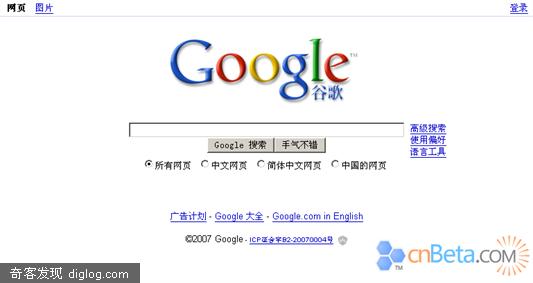 网页 图片 登录
Google™
谷歌
高级搜索
使用偏好
语言工具
Google 搜索 手气不错
所有网页 中文网页 简体中文网页 中国的网页
广告计划 - Google 大全 - Google.com in English
©2007 Google - ICP证合字B2-20070004号
™ cnBeta.COM
奇客发现 diglog.com